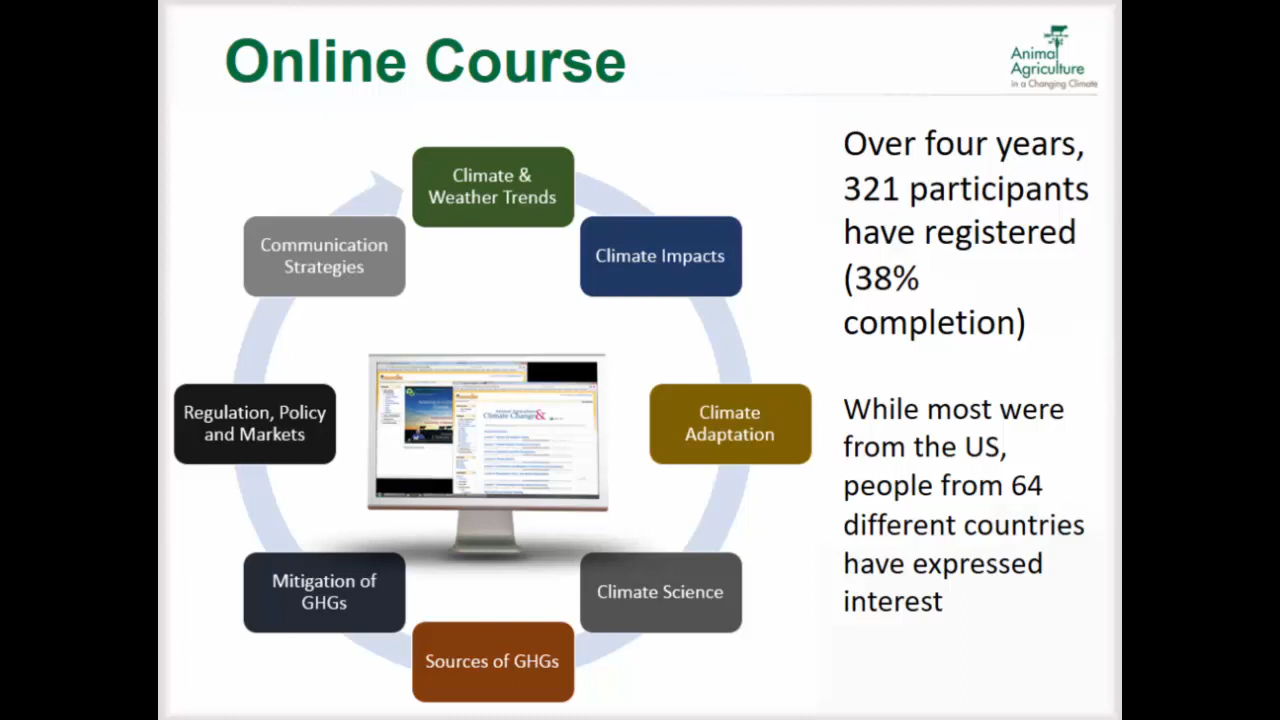 Online Course
Animal
Agriculture
in a Changing Climate
Climate &
Weather Trends
Climate Impacts
Climate
Adaptation
Climate Science
Sources of GHGs
Mitigation of
GHGs
Regulation, Policy
and Markets
Communication
Strategies
Climate Change&
Over four years,
321 participants
have registered
(38%
completion)
While most were
from the US,
people from 64
different countries
have expressed
interest